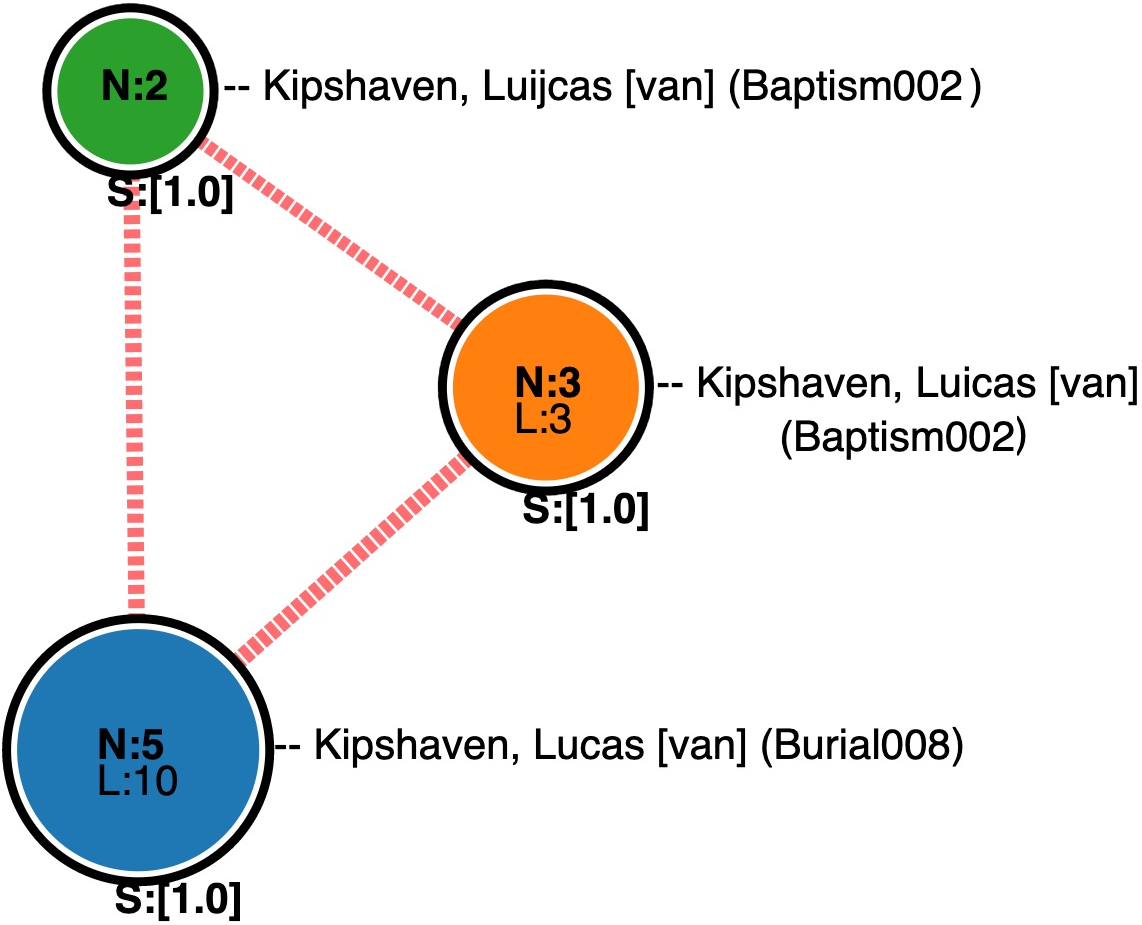 N:2 -- Kipshaven, Luijcas [van] (Baptism002)
S:[1.0]
N:3 -- Kipshaven, Luicas [van]
L:3 (Baptism002)
S:[1.0]
N:5 -- Kipshaven, Lucas [van] (Burial008)
L:10
S:[1.0]